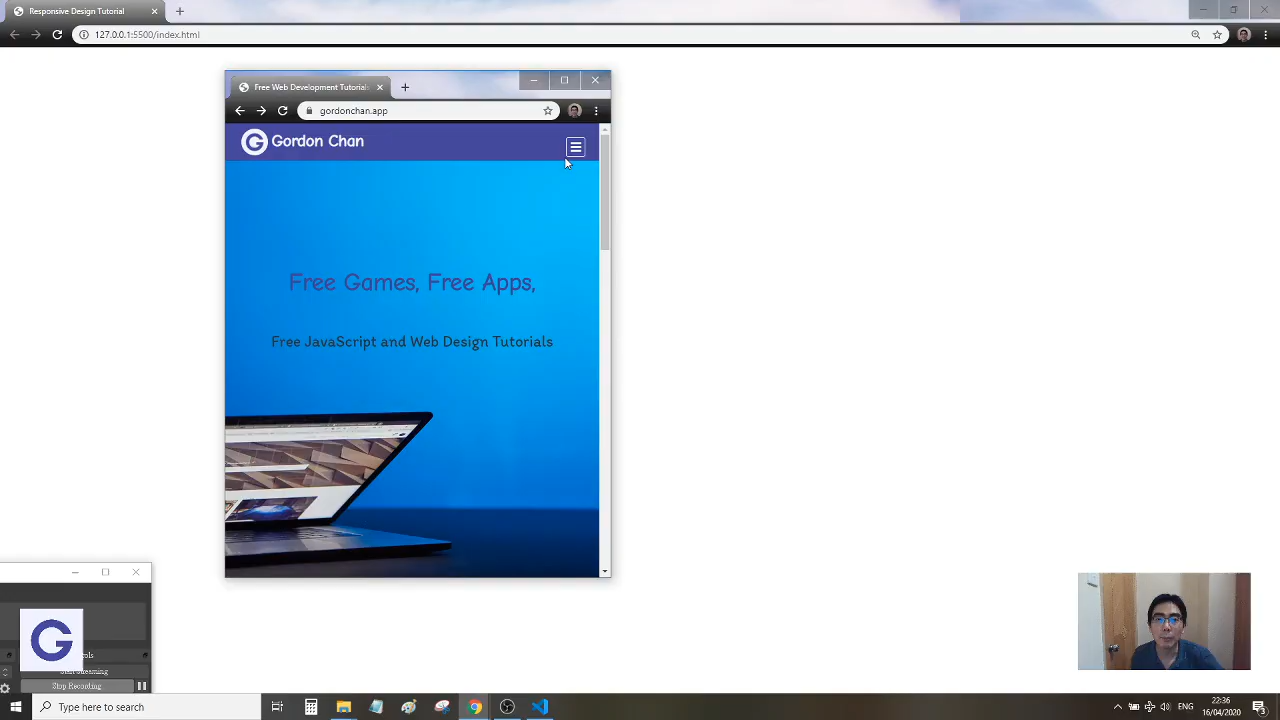 Responsive Design Tutorial
127.0.0.1:5500/index.html
Free Web Development Tutorials
gordonchan.app
Gordon Chan
Free Games, Free Apps,
Free JavaScript and Web Design Tutorials
G
Start Streaming
Stop Recording
Type here to search
ENG
22:36
16/04/2020